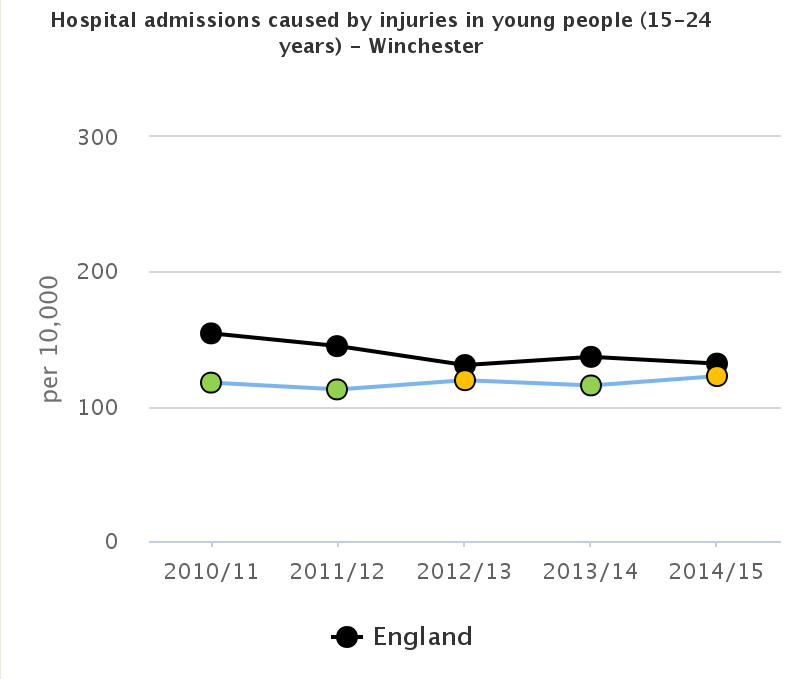 Hospital admissions caused by injuries in young people (15-24
years) - Winchester
300
200
per 10,000
100
0
2010/11 2011/12 2012/13 2013/14 2014/15
England